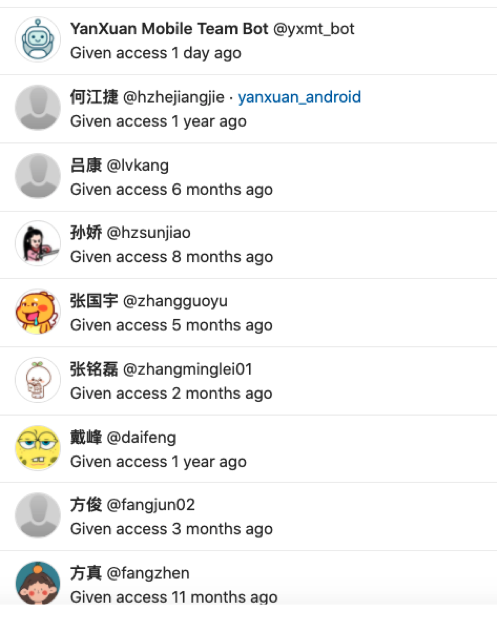 YanXuan Mobile Team Bot @yxmt_bot
Given access 1 day ago
何江捷 @hzhejiangjie · yanxuan_android
Given access 1 year ago
吕康 @lvkang
Given access 6 months ago
孙娇 @hzsunjiao
Given access 8 months ago
张国宇 @zhangguoyu
Given access 5 months ago
张铭磊 @zhangminglei01
Given access 2 months ago
戴峰 @daifeng
Given access 1 year ago
方俊 @fangjun02
Given access 3 months ago
方真 @fangzhen
Given access 11 months ago